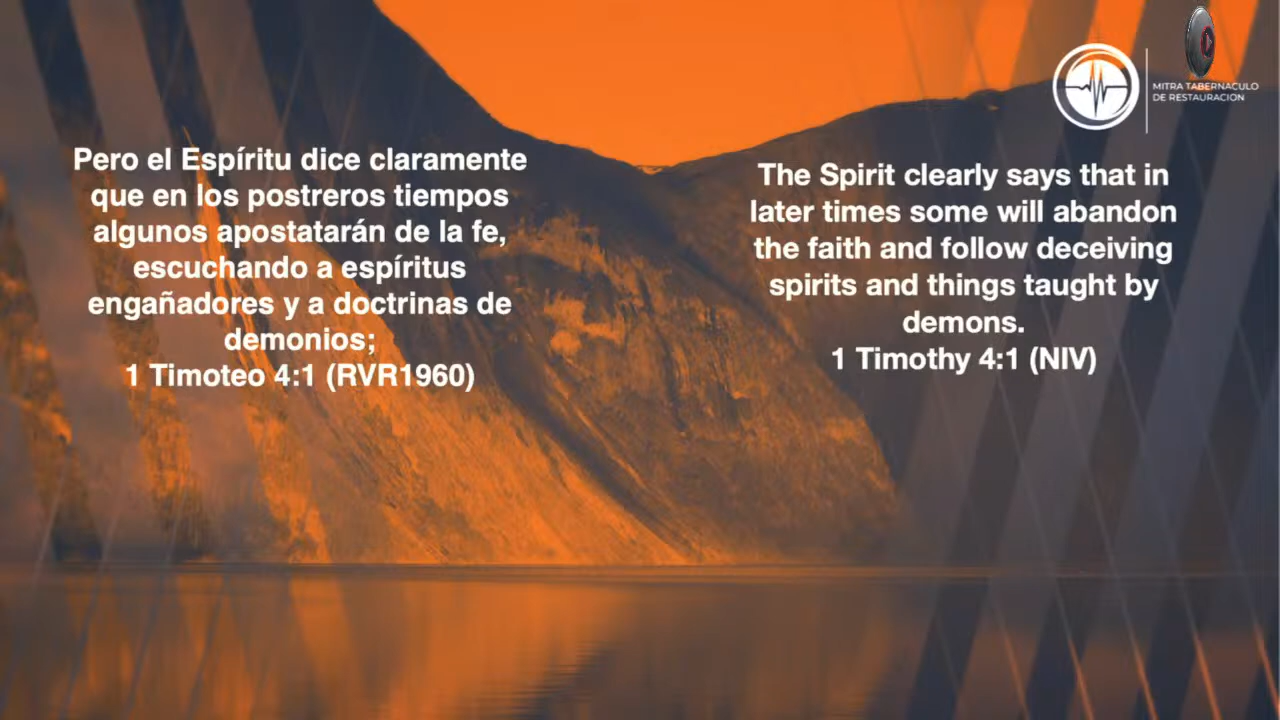 Pero el Espíritu dice claramente
que en los postreros tiempos
algunos apostatarán de la fe,
escuchando a espíritus
engañadores y a doctrinas de
demonios;
1 Timoteo 4:1 (RVR1960)
The Spirit clearly says that in
later times some will abandon
the faith and follow deceiving
spirits and things taught by
demons.
1 Timothy 4:1 (NIV)
MITRA TABERNACULO
DE RESTAURACION